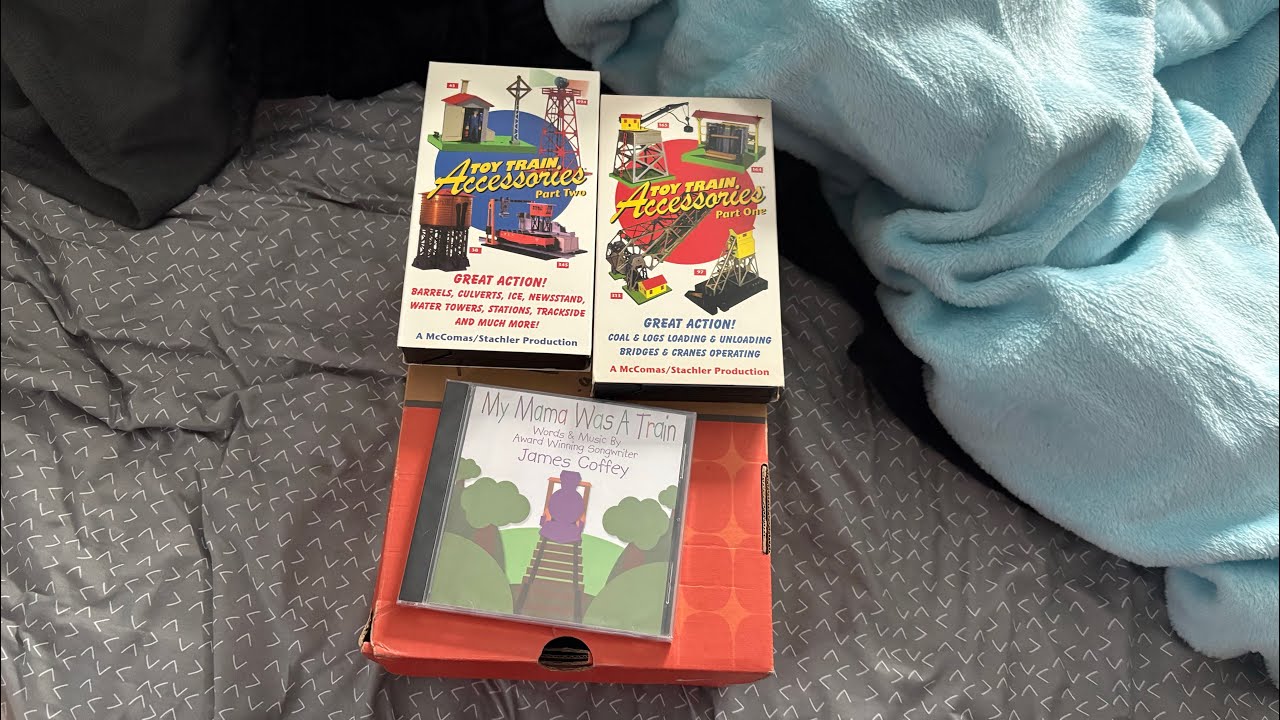 TOY TRAIN
Accessories
Part Two
GREAT ACTION!
BARRELS, CULVERTS, ICE, NEWSSTAND,
WATER TOWERS, STATIONS, TRACKSIDE
AND MUCH MORE!
A McComas/Stachler Production
TOY TRAIN
Accessories
Part One
97
GREAT ACTION!
COAL & LOGS LOADING & UNLOADING
BRIDGES & CRANES OPERATING
A McComas/Stachler Production
My Mama Was A Train
Words & Music By
Award Winning Songwriter
James Coffey